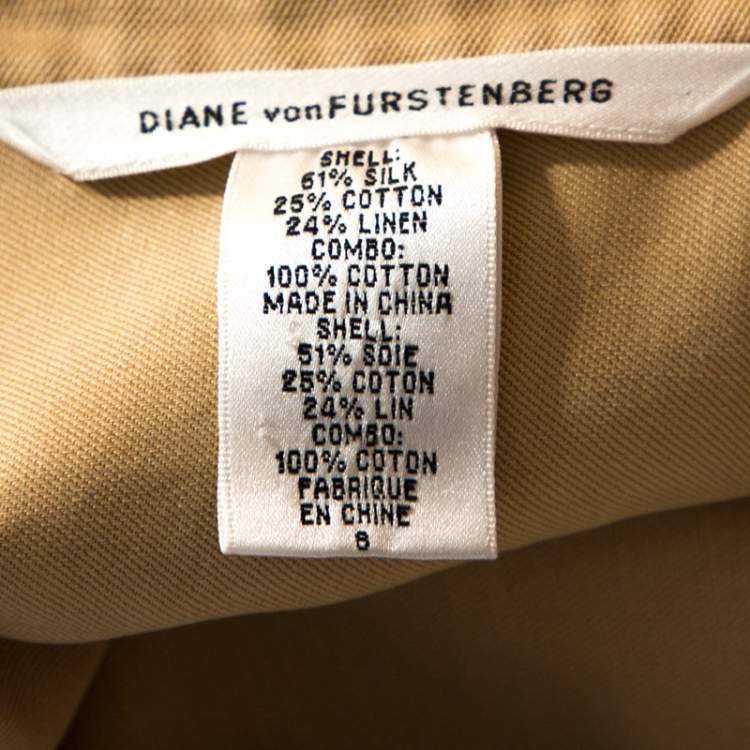 DIANE vonFURSTENBERG
SHELL:
51% SILK
25% COTTON
24% LINEN
COMBO:
100% COTTON
MADE IN CHINA
SHELL:
51% SOIE
25% COTON
24% LIN
COMBO:
100% COTON
FABRIQUE
EN CHINE